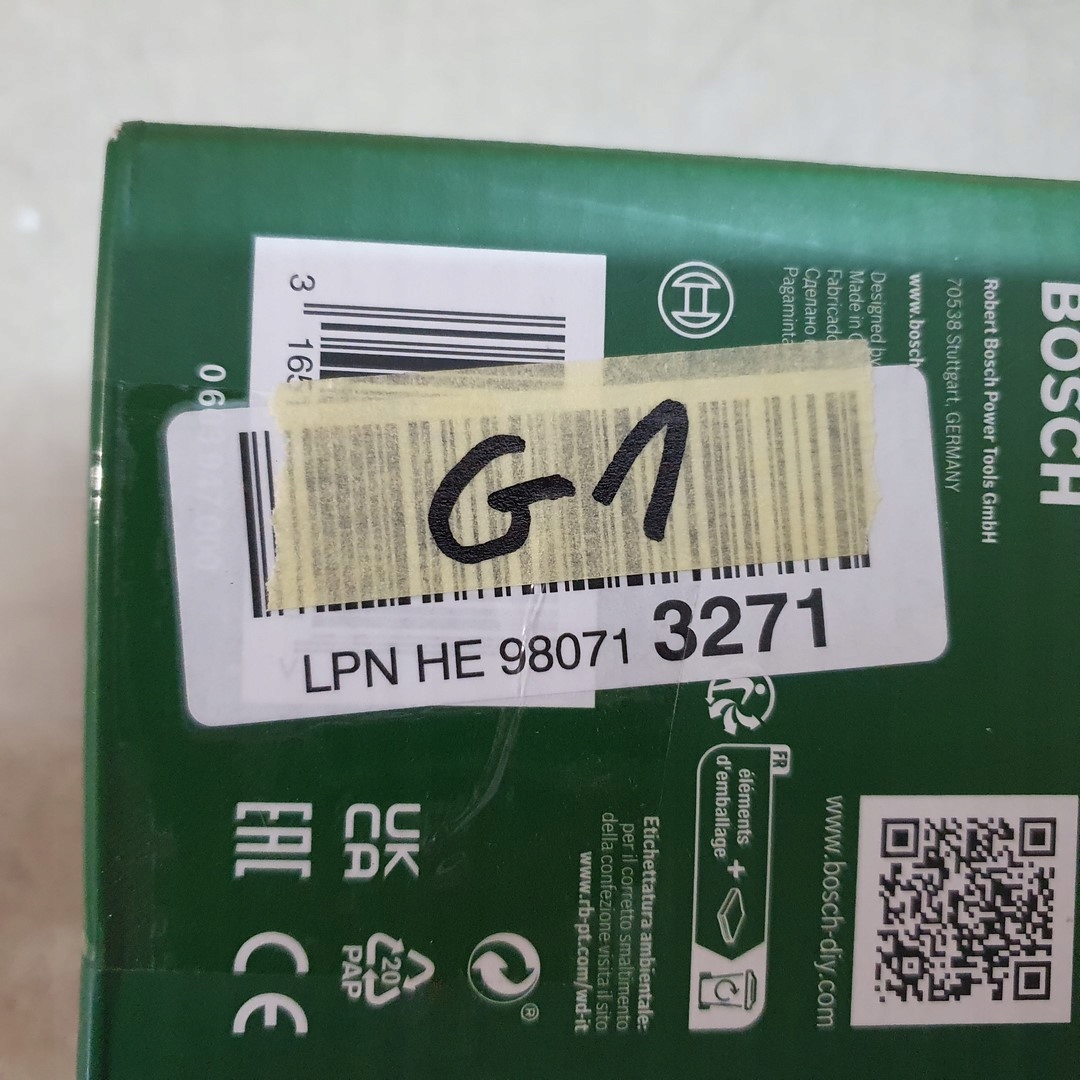 G1
LPN HE 98071 3271
3
165
BOSCH
Robert Bosch Power Tools GmbH
70538 Stuttgart, GERMANY
www.bosch
Designed by
Made in
Fabricado
Сделано
FR
éléments
d'emballage
+
www.bosch-diy.com
Etichettatura ambientale:
per il corretto smaltimento
della confezione visita il sito
www.rb-pt.com/wd-it
®
UK
CA
EAC
20
PAP
CE